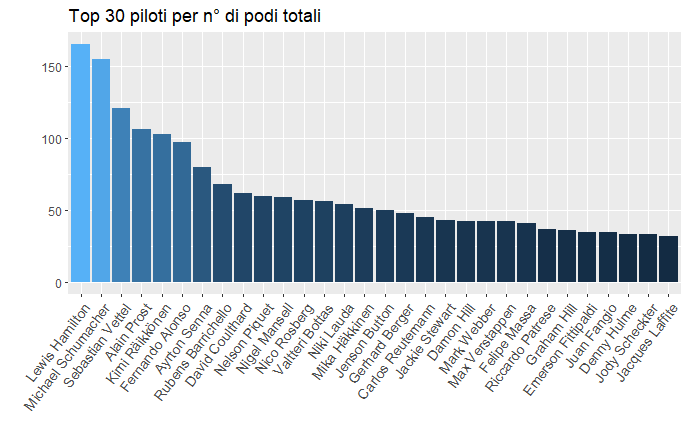 Top 30 piloti per n° di podi totali
150
100
50
0
Lewis Hamilton
Michael Schumacher
Sebastian Vettel
Alain Prost
Kimi Räikkönen
Fernando Alonso
Ayrton Senna
Rubens Barrichello
David Coulthard
Nelson Piquet
Nigel Mansell
Nico Rosberg
Valtteri Bottas
Niki Lauda
Mika Häkkinen
Jenson Button
Gerhard Berger
Carlos Reutemann
Jackie Stewart
Damon Hill
Mark Webber
Max Verstappen
Felipe Massa
Riccardo Patrese
Graham Hill
Emerson Fittipaldi
Juan Fangio
Denny Hulme
Jody Scheckter
Jacques Laffite